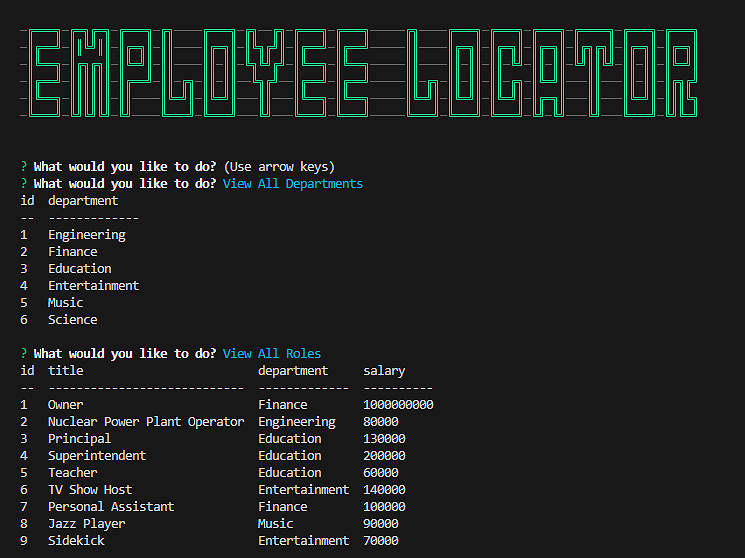 EMPLOYEE LOCATOR
? What would you like to do? (Use arrow keys)
? What would you like to do? View All Departments
id  department
--  -------------
1   Engineering
2   Finance
3   Education
4   Entertainment
5   Music
6   Science
? What would you like to do? View All Roles
id  title                         department     salary
--  ----------------------------  -------------  ----------
1   Owner                         Finance        1000000000
2   Nuclear Power Plant Operator  Engineering    80000
3   Principal                     Education      130000
4   Superintendent                Education      200000
5   Teacher                       Education      60000
6   TV Show Host                  Entertainment  140000
7   Personal Assistant            Finance        100000
8   Jazz Player                   Music          90000
9   Sidekick                      Entertainment  70000